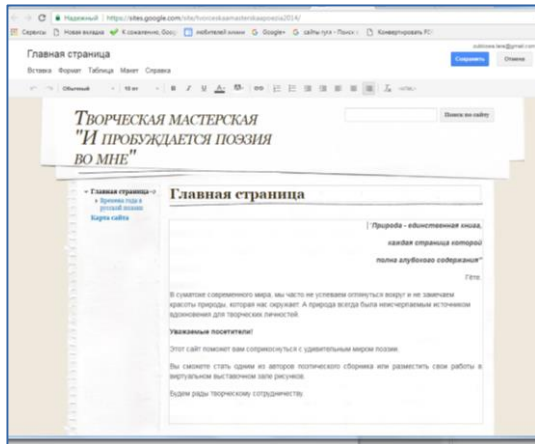 Надежный | https://sites.google.com/site/tvorceskaamasterskaapoezia2014/
Сервисы Новая вкладка К сожалению, Goog любителей химии Google+ сайты гугл - Поиск Конвертировать PDF
Главная страница
Сохранить Отмена
Вставка Формат Таблица Макет Справка
Обычный 10 пт B I U A <HTML>
ТВОРЧЕСКАЯ МАСТЕРСКАЯ
"И ПРОБУЖДАЕТСЯ ПОЭЗИЯ
ВО МНЕ"
Поиск по сайту
Главная страница
Времена года в
русской поэзии
Карта сайта
Главная страница
"Природа - единственная книга,
каждая страница которой
полна глубокого содержания"
Гёте.
В суматохе современного мира, мы часто не успеваем оглянуться вокруг и не замечаем
красоты природы, которая нас окружает. А природа всегда была неисчерпаемым источником
вдохновения для творческих личностей.
Уважаемые посетители!
Этот сайт поможет вам соприкоснуться с удивительным миром поэзии.
Вы сможете стать одним из авторов поэтического сборника или разместить свои работы в
виртуальном выставочном зале рисунков.
Будем рады творческому сотрудничеству.